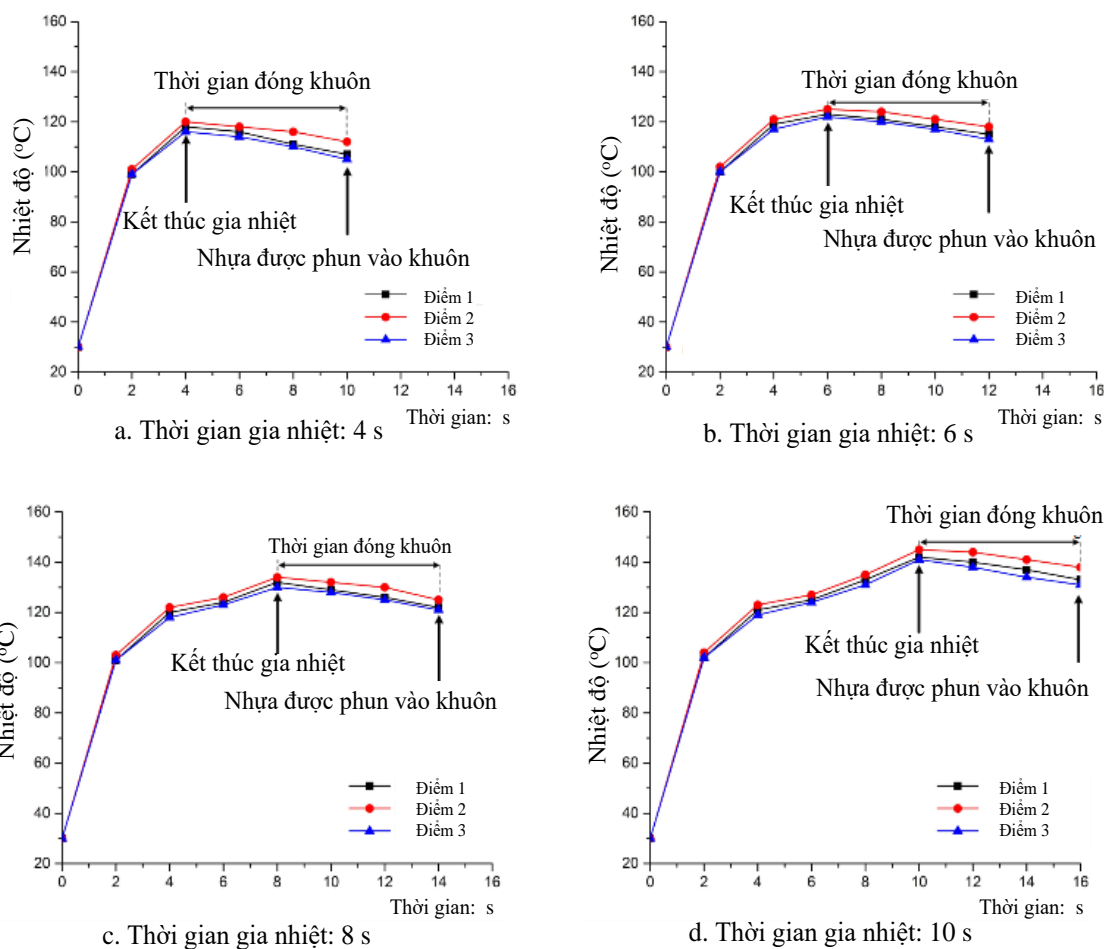 160
140
120
100
80
60
40
20
Nhiệt độ (°C)
Thời gian đóng khuôn
Kết thúc gia nhiệt
Nhựa được phun vào khuôn
Điểm 1
Điểm 2
Điểm 3
0 2 4 6 8 10 12 14 16
Thời gian: s
a. Thời gian gia nhiệt: 4 s
160
140
120
100
80
60
40
20
Nhiệt độ (°C)
Thời gian đóng khuôn
Kết thúc gia nhiệt
Nhựa được phun vào khuôn
Điểm 1
Điểm 2
Điểm 3
0 2 4 6 8 10 12 14 16
Thời gian: s
b. Thời gian gia nhiệt: 6 s
160
140
120
100
80
60
40
20
Nhiệt độ (°C)
Thời gian đóng khuôn
Kết thúc gia nhiệt
Nhựa được phun vào khuôn
Điểm 1
Điểm 2
Điểm 3
0 2 4 6 8 10 12 14 16
Thời gian: s
c. Thời gian gia nhiệt: 8 s
160
140
120
100
80
60
40
20
Nhiệt độ (°C)
Thời gian đóng khuôn
Kết thúc gia nhiệt
Nhựa được phun vào khuôn
Điểm 1
Điểm 2
Điểm 3
0 2 4 6 8 10 12 14 16
Thời gian: s
d. Thời gian gia nhiệt: 10 s